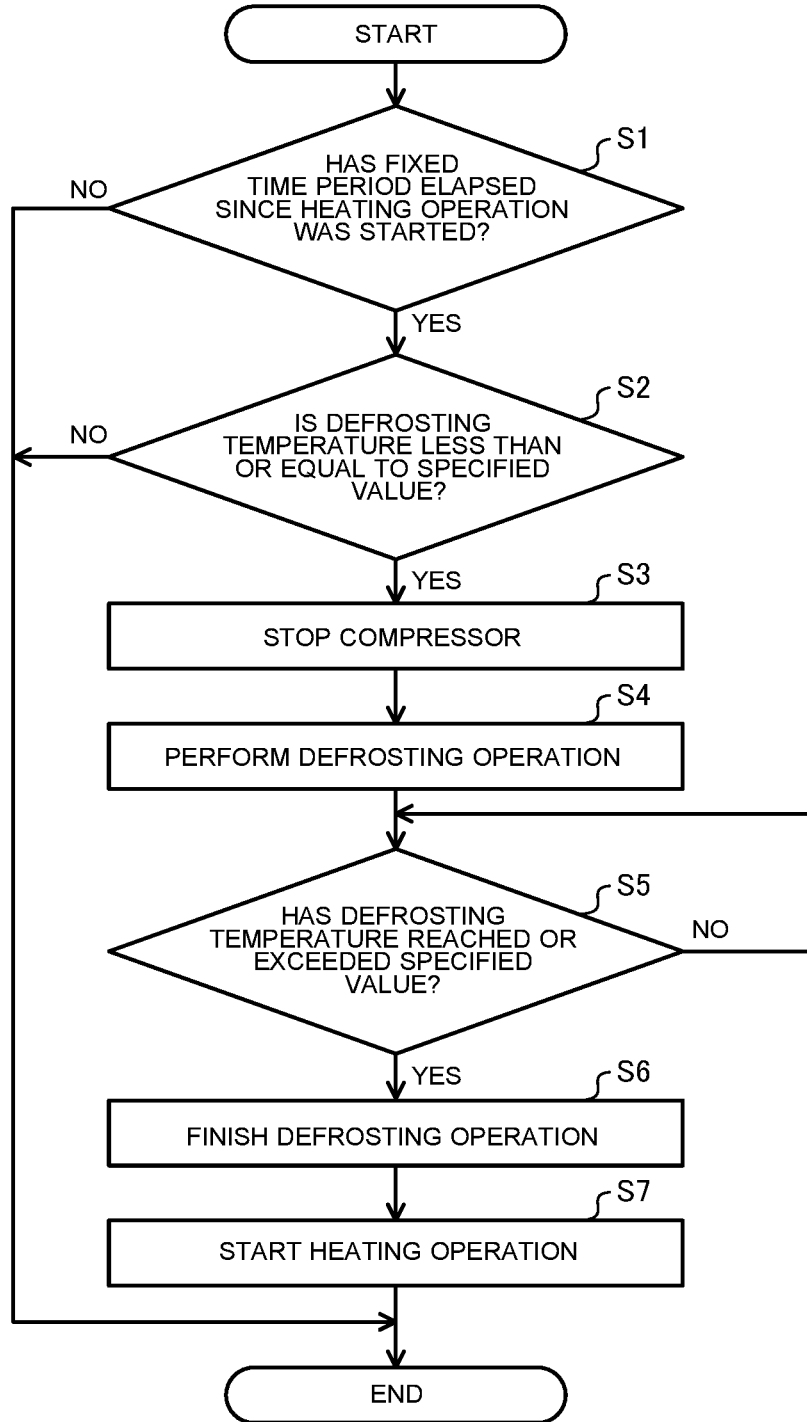 START
S1
HAS FIXED
TIME PERIOD ELAPSED
SINCE HEATING OPERATION
WAS STARTED?
NO
YES
S2
IS DEFROSTING
TEMPERATURE LESS THAN
OR EQUAL TO SPECIFIED
VALUE?
NO
YES
S3
STOP COMPRESSOR
S4
PERFORM DEFROSTING OPERATION
S5
HAS DEFROSTING
TEMPERATURE REACHED OR
EXCEEDED SPECIFIED
VALUE?
NO
YES
S6
FINISH DEFROSTING OPERATION
S7
START HEATING OPERATION
END